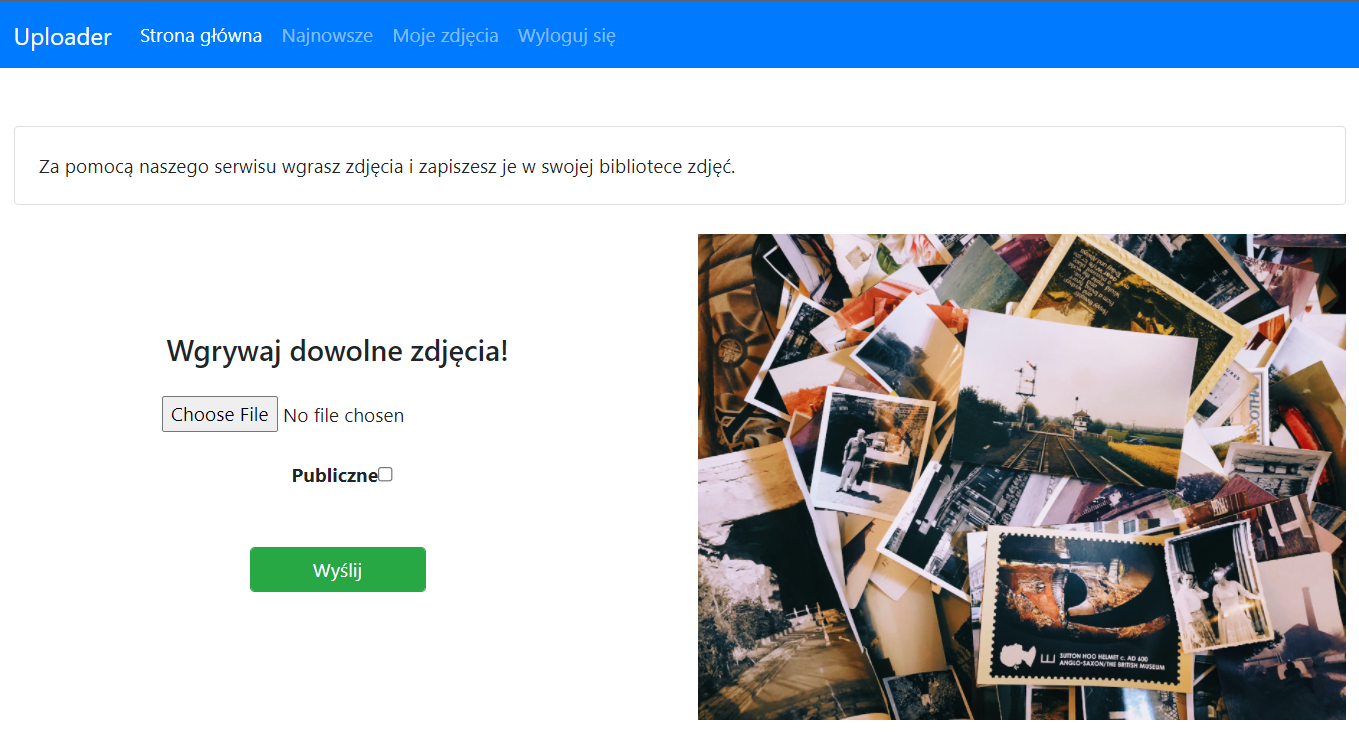 Uploader Strona główna Najnowsze Moje zdjęcia Wyloguj się
Za pomocą naszego serwisu wgrasz zdjęcia i zapiszesz je w swojej bibliotece zdjęć.
Wgrywaj dowolne zdjęcia!
Choose File No file chosen
Publiczne
Wyślij
SUTTON HOO HELMET c. AD 600
ANGLO-SAXON/THE BRITISH MUSEUM